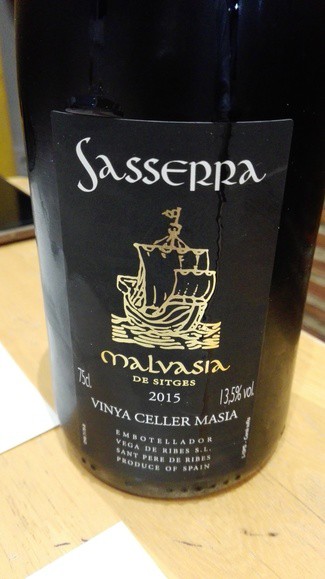 Sasserra
malvasia
DE SITGES
75cl.
2015
13,5% vol.
VINYA CELLER MASIA
EMBOTELLADOR
VEGA DE RIBES S.L.
SANT PERE DE RIBES
PRODUCE OF SPAIN